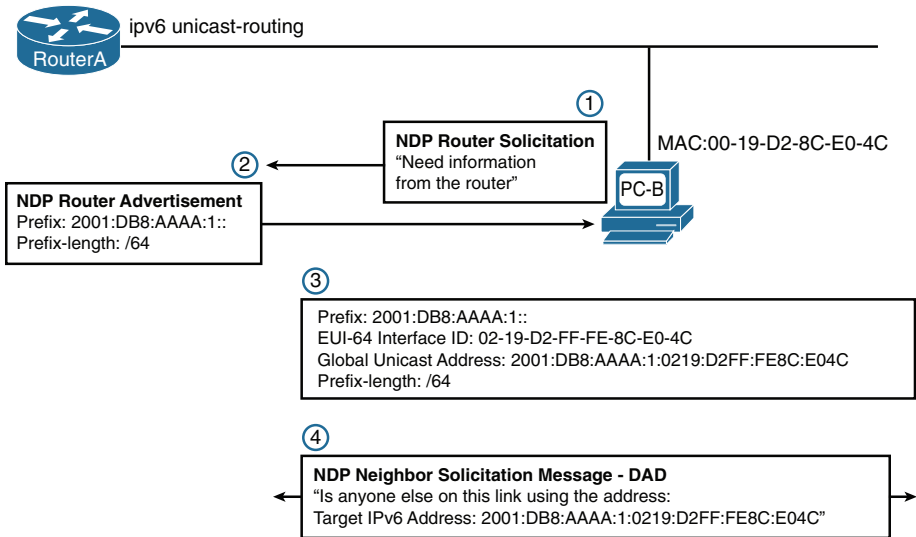 ipv6 unicast-routing
RouterA
1
NDP Router Solicitation
“Need information
from the router”
MAC:00-19-D2-8C-E0-4C
PC-B
2
NDP Router Advertisement
Prefix: 2001:DB8:AAAA:1::
Prefix-length: /64
3
Prefix: 2001:DB8:AAAA:1::
EUI-64 Interface ID: 02-19-D2-FF-FE-8C-E0-4C
Global Unicast Address: 2001:DB8:AAAA:1:0219:D2FF:FE8C:E04C
Prefix-length: /64
4
NDP Neighbor Solicitation Message - DAD
“Is anyone else on this link using the address:
Target IPv6 Address: 2001:DB8:AAAA:1:0219:D2FF:FE8C:E04C”